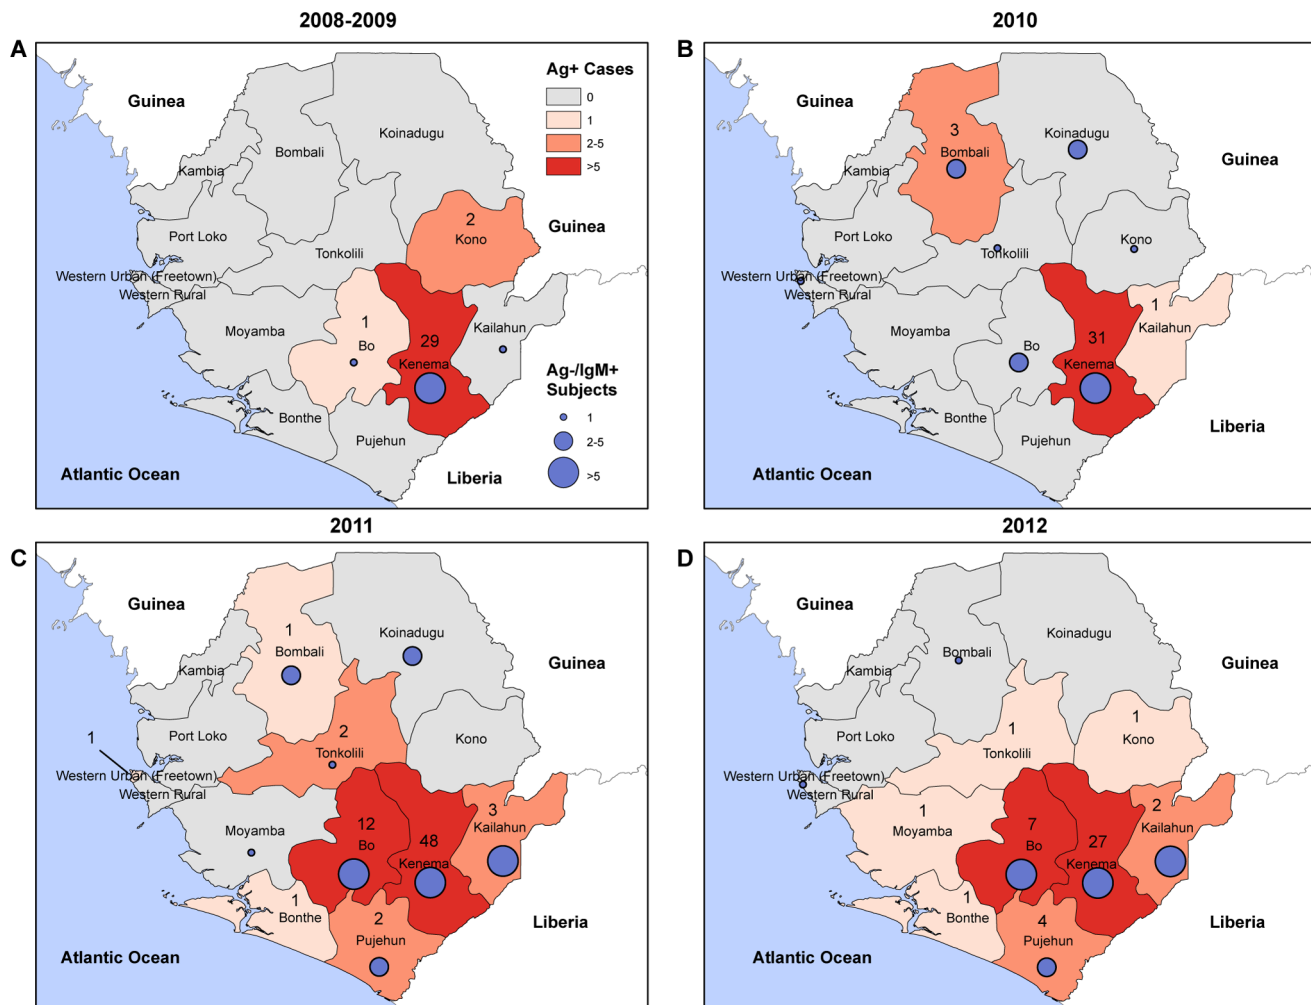 2008-2009
A
Guinea
Ag+ Cases
0
1
2-5
>5
Koinadugu
Bombali
Kambia
Guinea
2
Kono
Port Loko
Tonkolili
Western Urban (Freetown)
Western Rural
Moyamba
1
Bo
29
Kenema
Kailahun
Ag-/IgM+
Subjects
1
2-5
>5
Bonthe
Pujehun
Atlantic Ocean
Liberia
2010
B
Guinea
3
Bombali
Koinadugu
Guinea
Kambia
Port Loko
Tonkolili
Kono
Western Urban (Freetown)
Western Rural
Moyamba
Bo
31
Kenema
1
Kailahun
Bonthe
Pujehun
Liberia
Atlantic Ocean
2011
C
Guinea
1
Bombali
Koinadugu
Guinea
Kambia
Port Loko
2
Tonkolili
Kono
1
Western Urban (Freetown)
Western Rural
Moyamba
12
Bo
48
Kenema
3
Kailahun
1
Bonthe
2
Pujehun
Liberia
Atlantic Ocean
2012
D
Guinea
Koinadugu
Bombali
Guinea
Kambia
Port Loko
1
Tonkolili
1
Kono
Western Urban (Freetown)
Western Rural
1
Moyamba
7
Bo
27
Kenema
2
Kailahun
1
Bonthe
4
Pujehun
Liberia
Atlantic Ocean